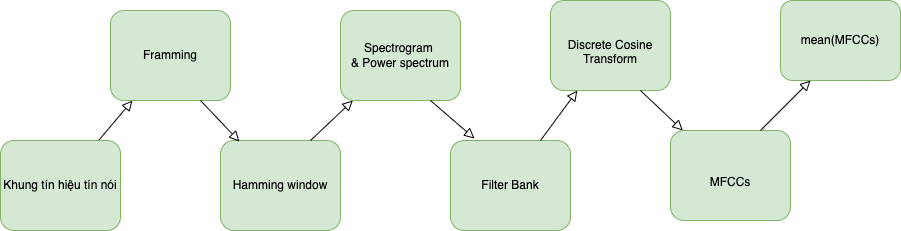 Khung tín hiệu tín nói
Framming
Hamming window
Spectrogram
& Power spectrum
Filter Bank
Discrete Cosine
Transform
MFCCs
mean(MFCCs)